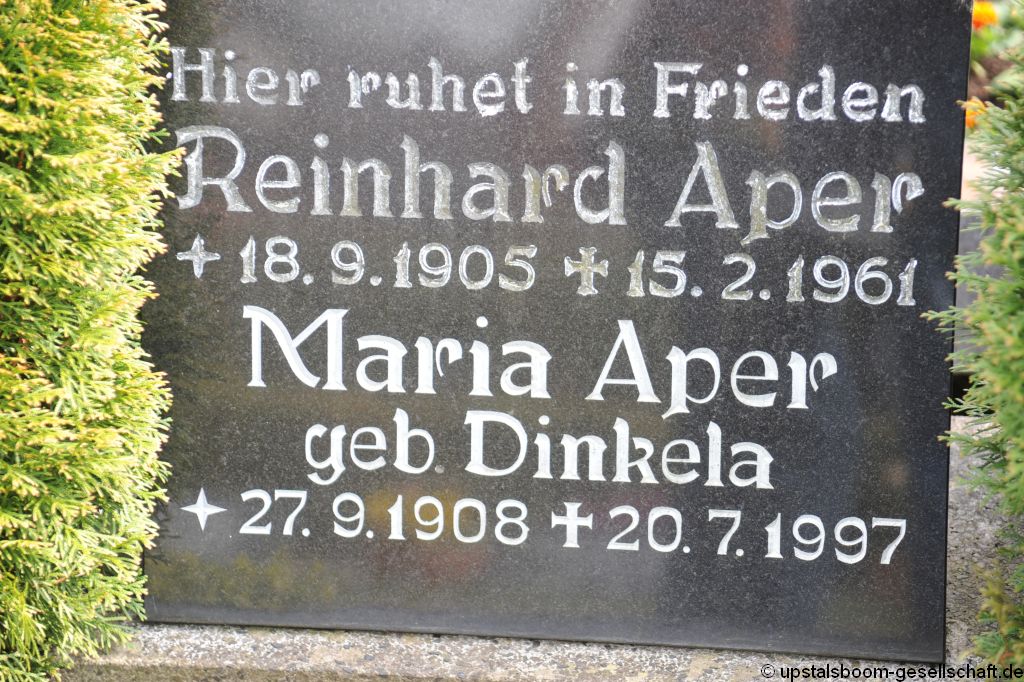 Hier ruhet in Frieden
Reinhard Aper
18.9.1905 ✝ 15.2.1961
Maria Aper
geb. Dinkela
27.9.1908 ✝ 20.7.1997
© upstalsboom-gesellschaft.de